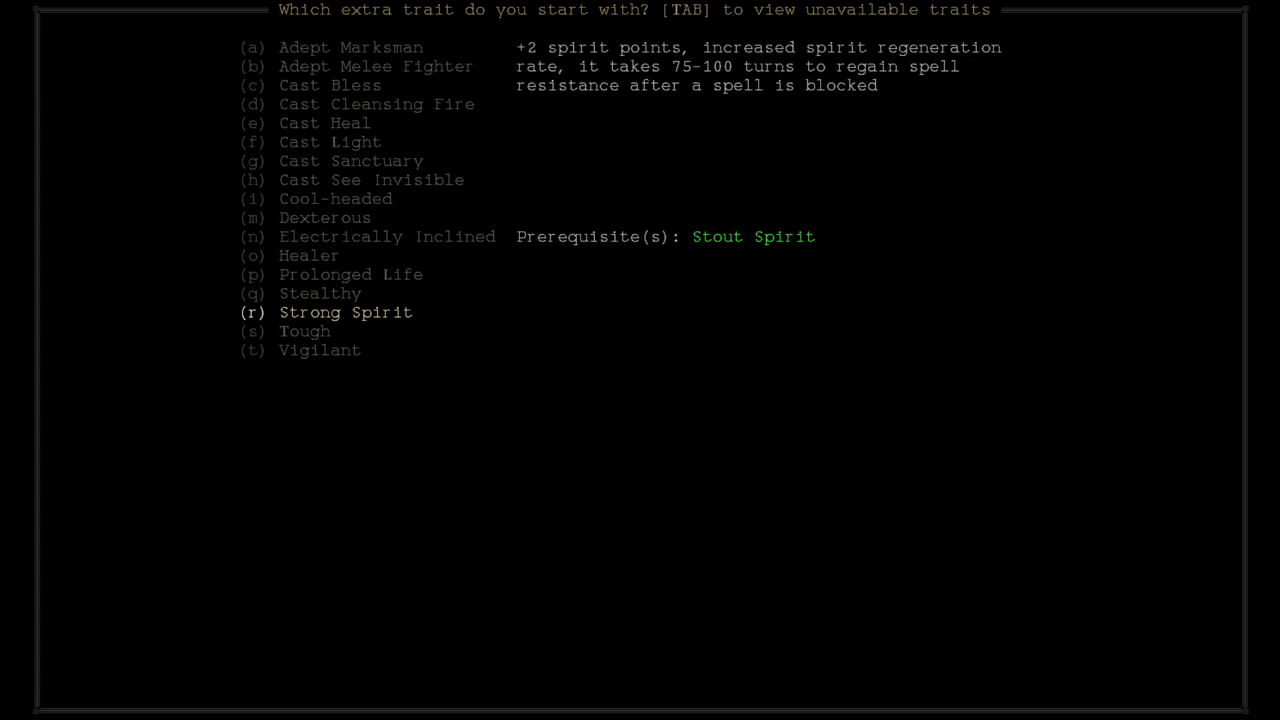 Which extra trait do you start with? [TAB] to view unavailable traits
(a) Adept Marksman +2 spirit points, increased spirit regeneration
(b) Adept Melee Fighter rate, it takes 75-100 turns to regain spell
(c) Cast Bless resistance after a spell is blocked
(d) Cast Cleansing Fire
(e) Cast Heal
(f) Cast Light
(g) Cast Sanctuary
(h) Cast See Invisible
(i) Cool-headed
(m) Dexterous
(n) Electrically Inclined Prerequisite(s): Stout Spirit
(o) Healer
(p) Prolonged Life
(q) Stealthy
(r) Strong Spirit
(s) Tough
(t) Vigilant